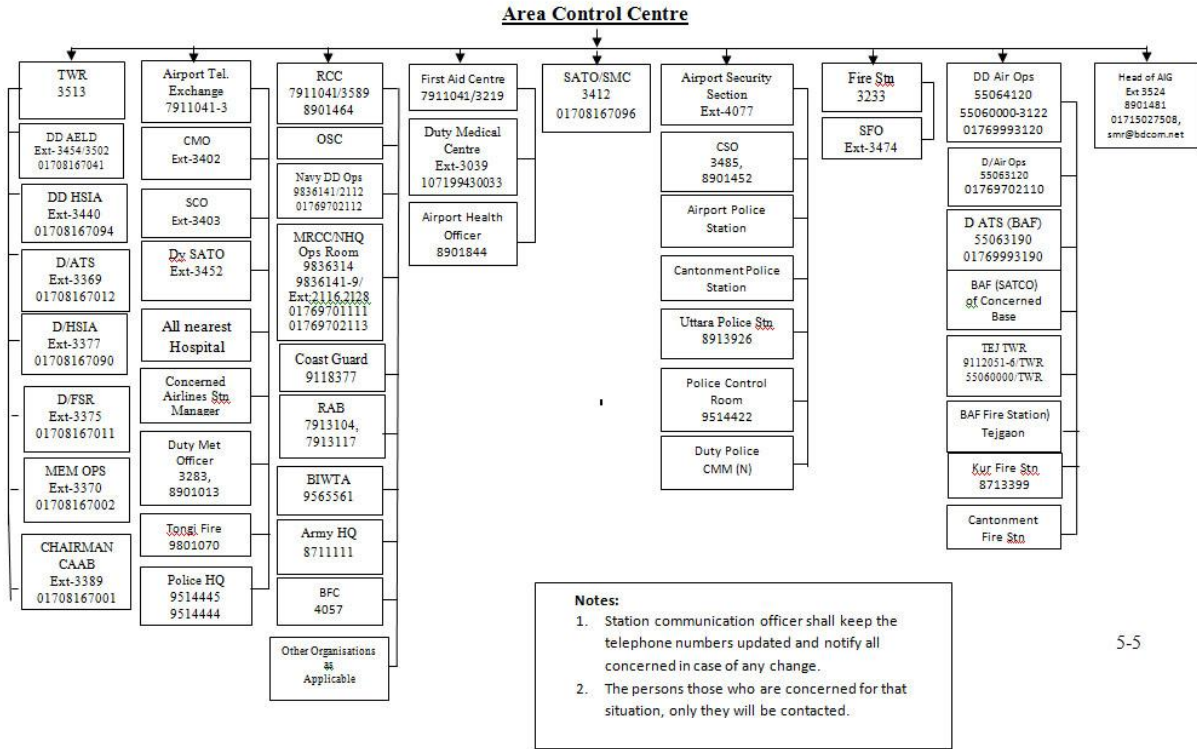 Area Control Centre
TWR
3513
DD AELD
Ext- 3454/3502
01708167041
DD HSIA
Ext-3440
01708167094
D/ATS
Ext-3369
01708167012
D/HSIA
Ext-3377
01708167090
D/FSR
Ext-3375
01708167011
MEM OPS
Ext-3370
01708167002
CHAIRMAN
CAAB
Ext-3389
01708167001
Airport Tel.
Exchange
7911041-3
CMO
Ext-3402
SCO
Ext-3403
Dy SATO
Ext-3452
All nearest
Hospital
Concerned
Airlines Stn
Manager
Duty Met
Officer
3283,
8901013
Tongi Fire
9801070
Police HQ
9514445
9514444
RCC
7911041/3589
8901464
OSC
Navy DD Ops
9836141/2112
01769702112
MRCC/NHQ
Ops Room
9836314
9836141-9/
Ext:2116,2128
01769701111
01769702113
Coast Guard
9118377
RAB
7913104,
7913117
BIWTA
9565561
Army HQ
8711111
BFC
4057
Other Organisations
as
Applicable
First Aid Centre
7911041/3219
Duty Medical
Centre
Ext-3039
107199430033
Airport Health
Officer
8901844
SATO/SMC
3412
01708167096
Airport Security
Section
Ext-4077
CSO
3485,
8901452
Airport Police
Station
Cantonment Police
Station
Uttara Police Stn
8913926
Police Control
Room
9514422
Duty Police
CMM (N)
Fire Stn
3233
SFO
Ext-3474
DD Air Ops
55064120
55060000-3122
01769993120
D/Air Ops
55063120
01769702110
D ATS (BAF)
55063190
01769993190
BAF (SATCO)
of Concerned
Base
TEJ TWR
9112051-6/TWR
55060000/TWR
BAF Fire Station)
Tejgaon
Kur Fire Stn
8713399
Cantonment
Fire Stn
Head of AIG
Ext 3524
8901481
01715027508,
smr@bdcom.net
Notes:
1. Station communication officer shall keep the
telephone numbers updated and notify all
concerned in case of any change.
2. The persons those who are concerned for that
situation, only they will be contacted.
5-5